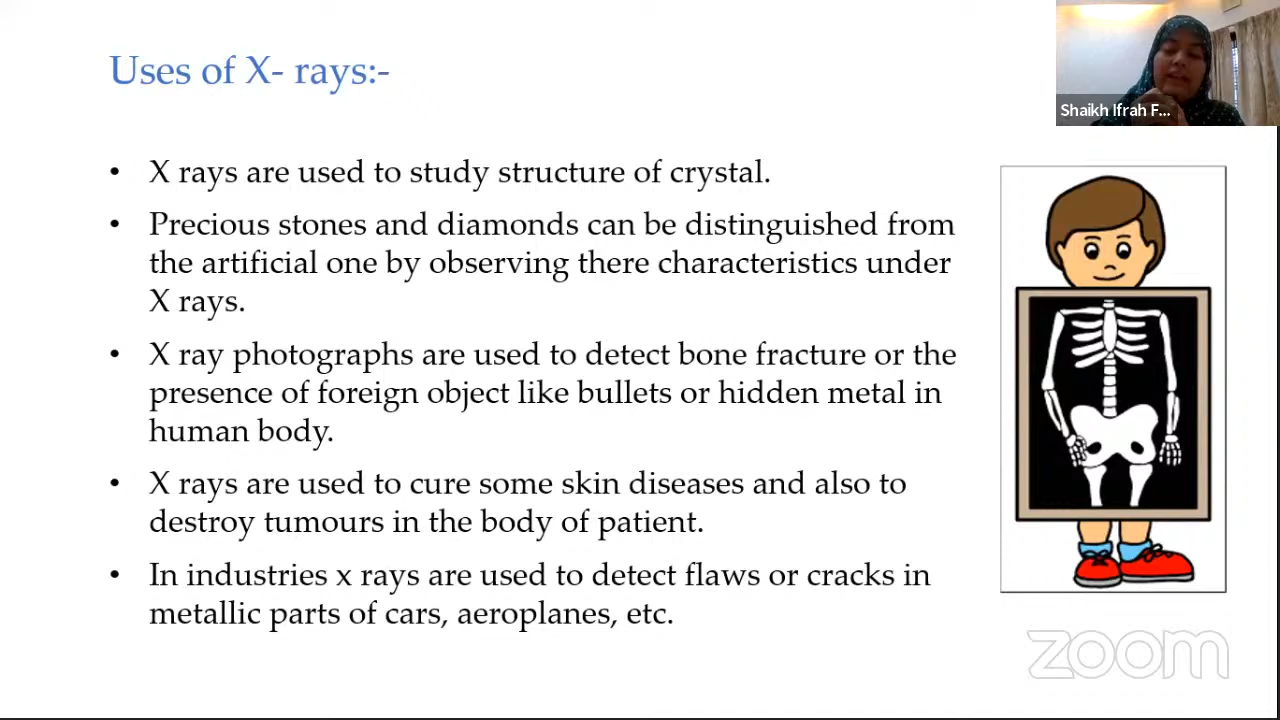 Uses of X- rays:-
Shaikh Ifrah F...
• X rays are used to study structure of crystal.
• Precious stones and diamonds can be distinguished from
the artificial one by observing there characteristics under
X rays.
• X ray photographs are used to detect bone fracture or the
presence of foreign object like bullets or hidden metal in
human body.
• X rays are used to cure some skin diseases and also to
destroy tumours in the body of patient.
• In industries x rays are used to detect flaws or cracks in
metallic parts of cars, aeroplanes, etc.
zoom